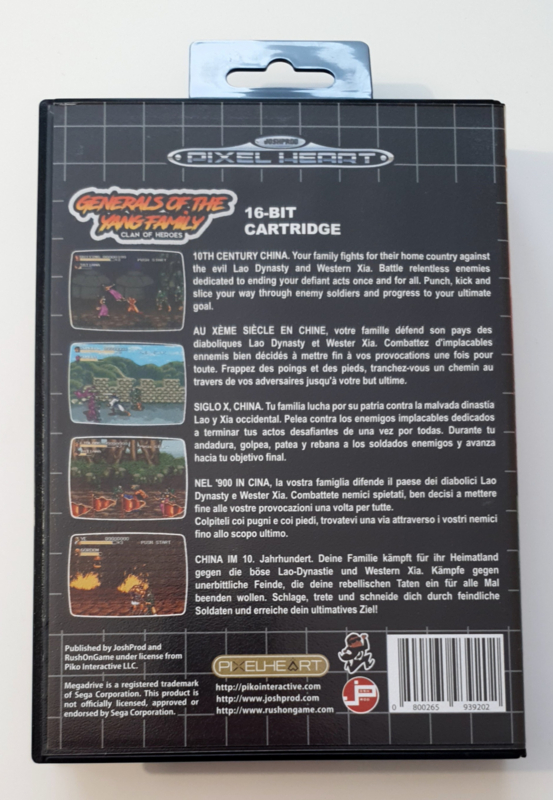 JOSHPROD
PIXEL HEART
GENERALS OF THE
YANG FAMILY
CLAN OF HEROES
16-BIT
CARTRIDGE
10TH CENTURY CHINA. Your family fights for their home country against
the evil Lao Dynasty and Western Xia. Battle relentless enemies
dedicated to ending your defiant acts once and for all. Punch, kick and
slice your way through enemy soldiers and progress to your ultimate
goal.
AU XÈME SIÈCLE EN CHINE, votre famille défend son pays des
diaboliques Lao Dynasty et Wester Xia. Combattez d'implacables
ennemis bien décidés à mettre fin à vos provocations une fois pour
toute. Frappez des poings et des pieds, tranchez-vous un chemin au
travers de vos adversaires jusqu'à votre but ultime.
SIGLO X, CHINA. Tu familia lucha por su patria contra la malvada dinastia
Lao y Xia occidental. Pelea contra los enemigos implacables dedicados
a terminar tus actos desafiantes de una vez por todas. Durante tu
andadura, golpea, patea y rebana a los soldados enemigos y avanza
hacia tu objetivo final.
NEL '900 IN CINA, la vostra famiglia difende il paese dei diabolici Lao
Dynasty e Wester Xia. Combattete nemici spietati, ben decisi a mettere
fine alle vostre provocazioni una volta per tutte.
Colpiteli coi pugni e coi piedi, trovatevi una via attraverso i vostri nemici
fino allo scopo ultimo.
CHINA IM 10. Jahrhundert. Deine Familie kämpft für ihr Heimatland
gegen die böse Lao-Dynastie und Western Xia. Kämpfe gegen
unerbittliche Feinde, die deine rebellischen Taten ein für alle Mal
beenden wollen. Schlage, trete und schneide dich durch feindliche
Soldaten und erreiche dein ultimatives Ziel!
Published by JoshProd and
RushOnGame under license from
Piko Interactive LLC.
Megadrive is a registered trademark
of Sega Corporation. This product is
not officially licensed, approved or
endorsed by Sega Corporation.
PIXELHEART
http://pikointeractive.com
http://www.joshprod.com
http://www.rushongame.com
0 800265 939202